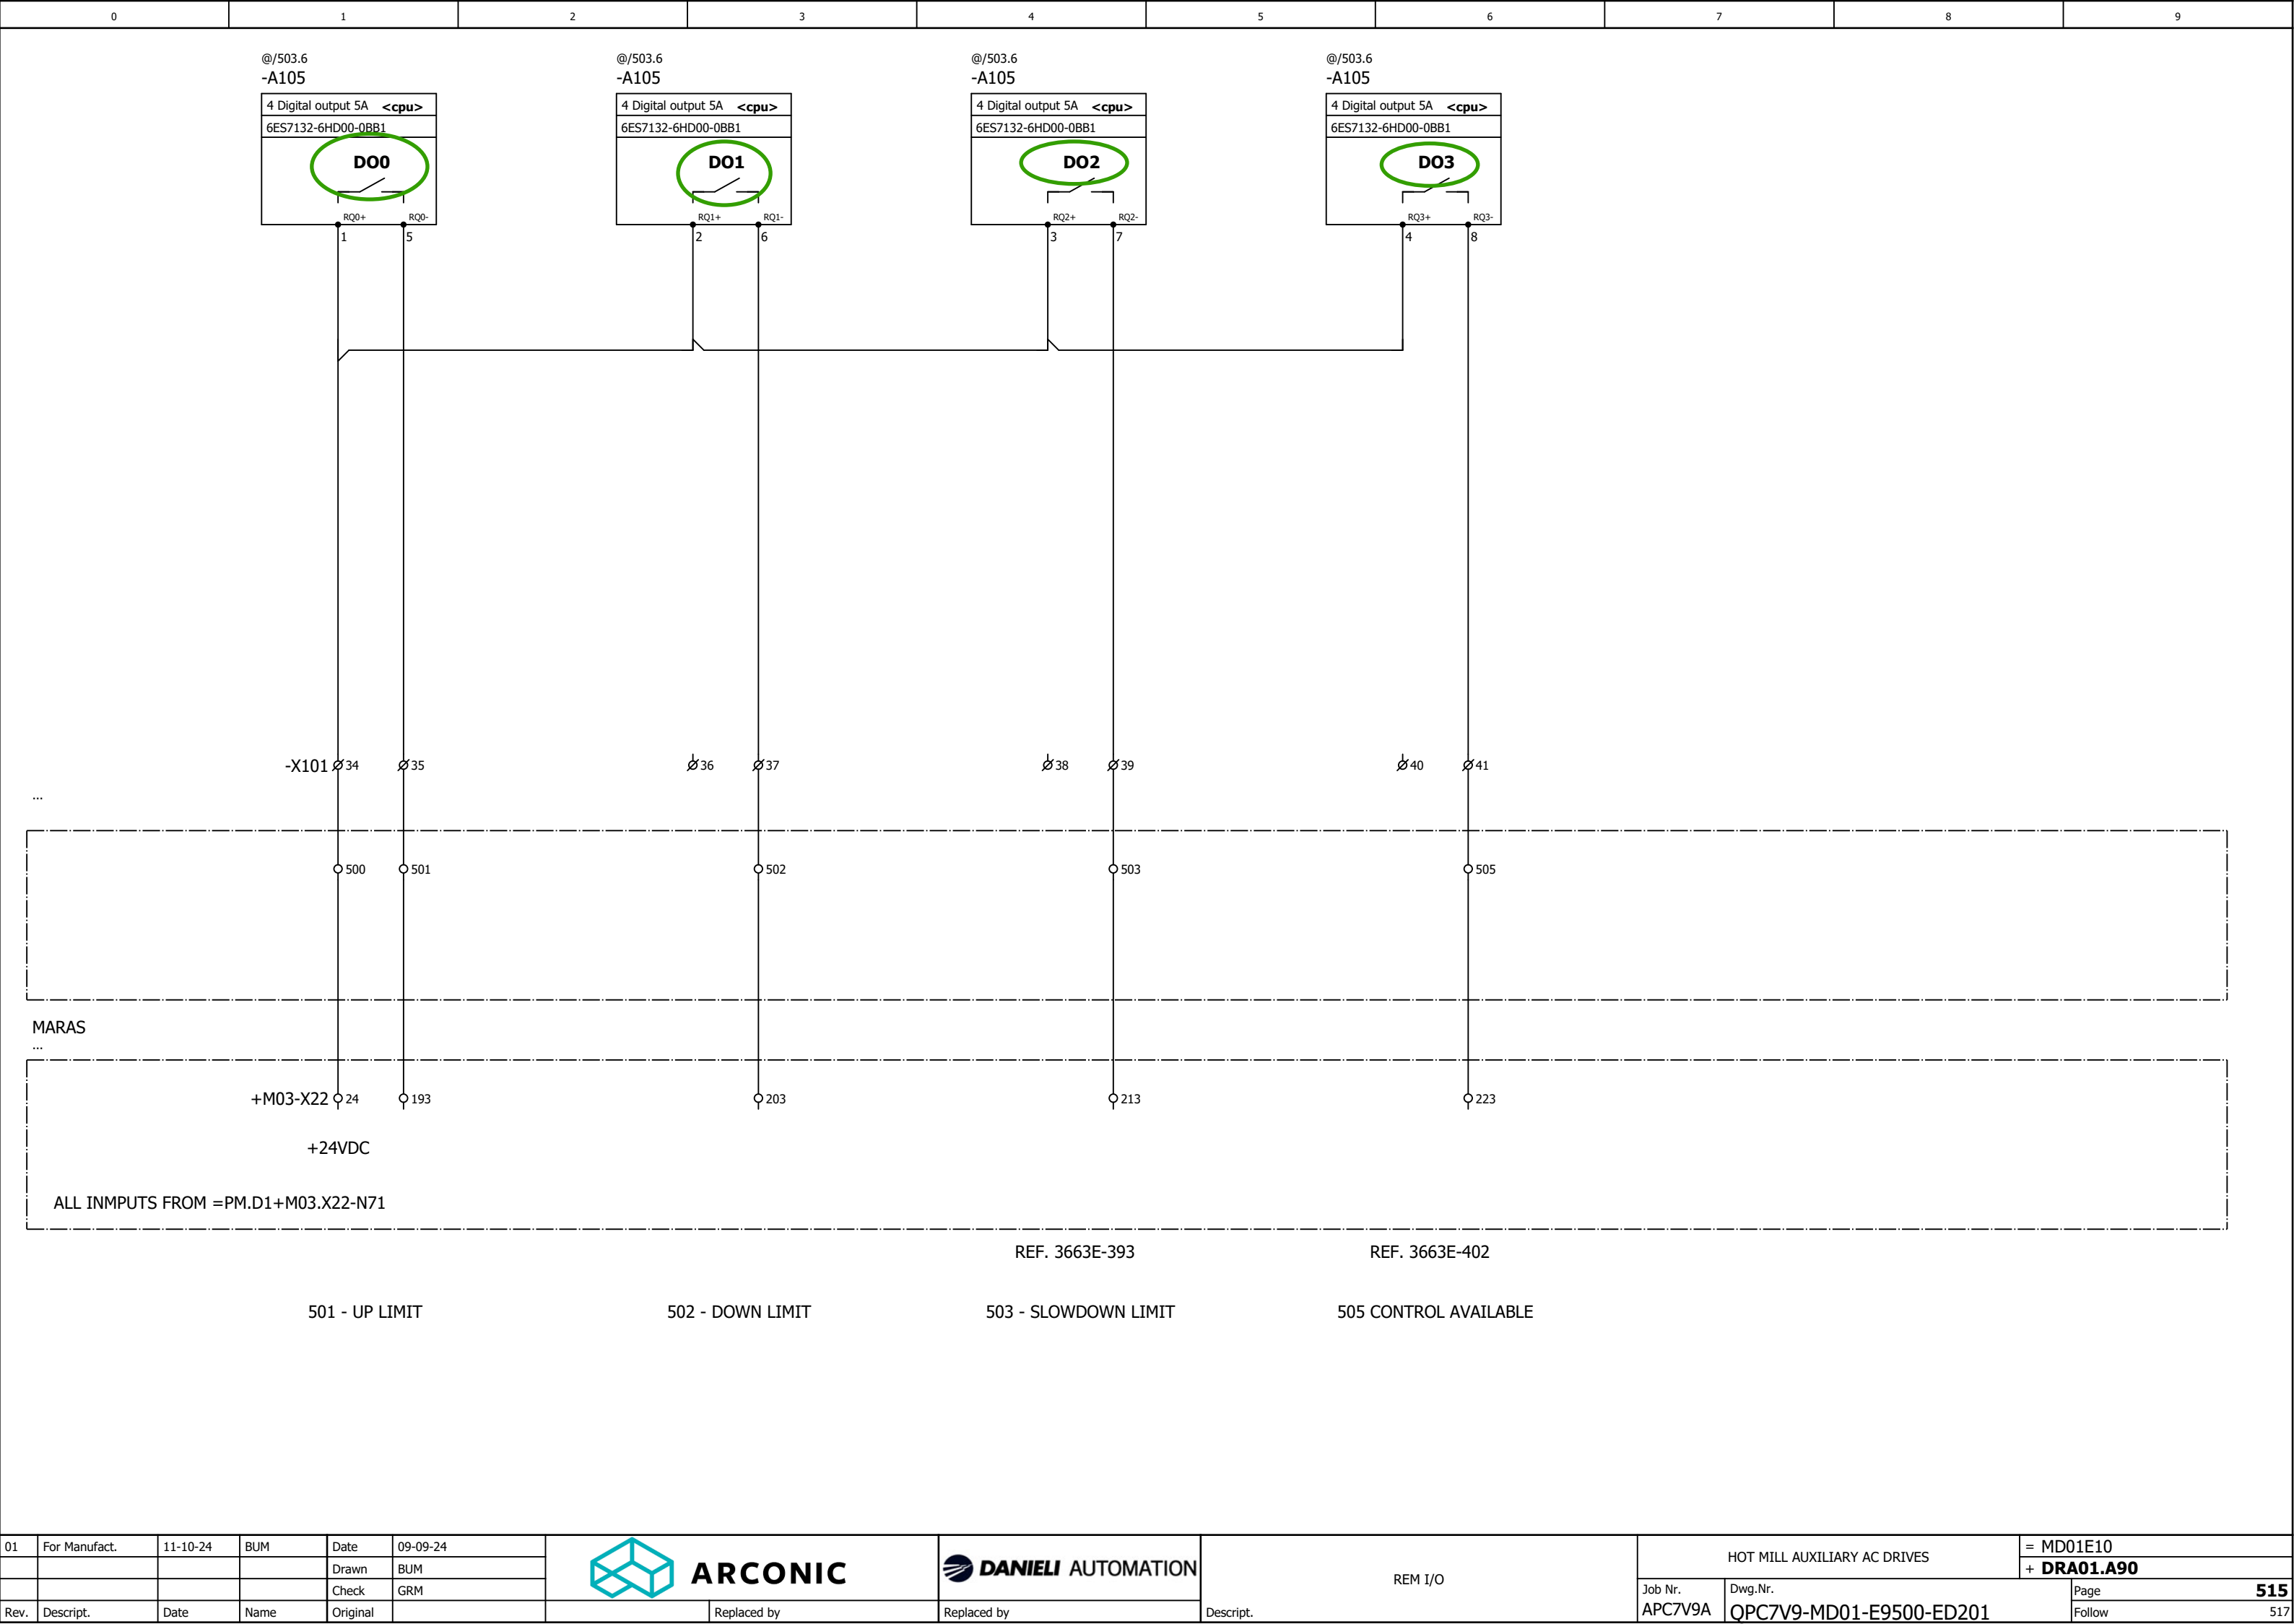 0 1 2 3 4 5 6 7 8 9
@/503.6 @/503.6 @/503.6 @/503.6
-A105 -A105 -A105 -A105
4 Digital output 5A <cpu> 4 Digital output 5A <cpu> 4 Digital output 5A <cpu> 4 Digital output 5A <cpu>
6ES7132-6HD00-0BB1 6ES7132-6HD00-0BB1 6ES7132-6HD00-0BB1 6ES7132-6HD00-0BB1
DO0 DO1 DO2 DO3
RQ0+ RQ0- RQ1+ RQ1- RQ2+ RQ2- RQ3+ RQ3-
1 5 2 6 3 7 4 8
-X101 34 35 36 37 38 39 40 41
...
500 501 502 503 505
MARAS
...
+M03-X22 24 193 203 213 223
+24VDC
ALL INMPUTS FROM =PM.D1+M03.X22-N71
REF. 3663E-393 REF. 3663E-402
501 - UP LIMIT 502 - DOWN LIMIT 503 - SLOWDOWN LIMIT 505 CONTROL AVAILABLE
01 For Manufact. 11-10-24 BUM Date 09-09-24
Drawn BUM
Check GRM
Rev. Descript. Date Name Original
ARCONIC
Replaced by
DANIELI AUTOMATION
Replaced by
REM I/O
Descript.
HOT MILL AUXILIARY AC DRIVES
= MD01E10
+ DRA01.A90
Job Nr. Dwg.Nr. Page 515
APC7V9A QPC7V9-MD01-E9500-ED201 Follow 517